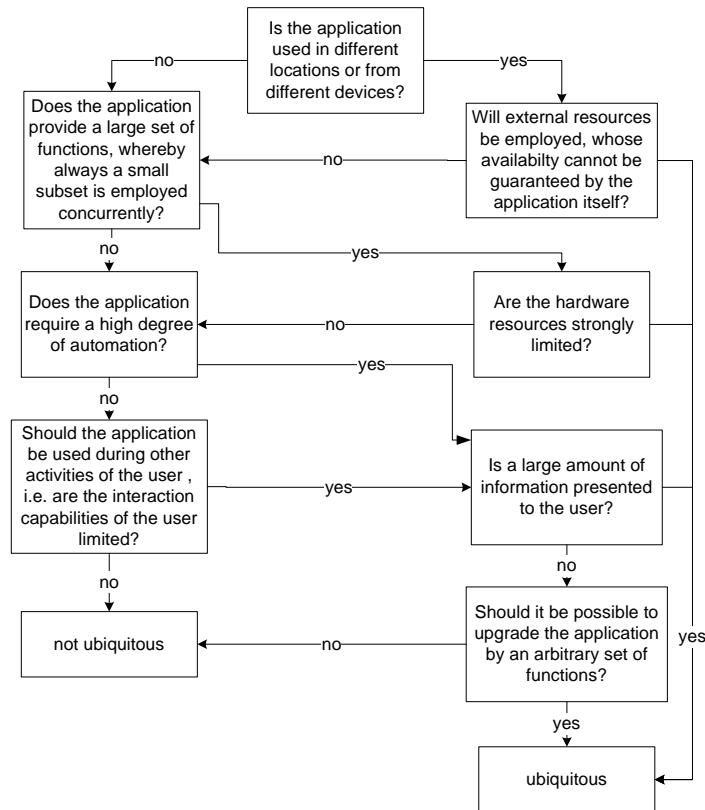 Is the application
used in different
locations or from
different devices?
no
yes
Does the application
provide a large set of
functions, whereby
always a small
subset is employed
concurrently?
Will external resources
be employed, whose
availabilty cannot be
guaranteed by the
application itself?
no
no
yes
Does the application
require a high degree
of automation?
Are the hardware
resources strongly
limited?
no
yes
no
Should the application
be used during other
activities of the user ,
i.e. are the interaction
capabilities of the user
limited?
Is a large amount of
information presented
to the user?
yes
no
no
not ubiquitous
Should it be possible to
upgrade the application
by an arbitrary set of
functions?
no
yes
yes
ubiquitous